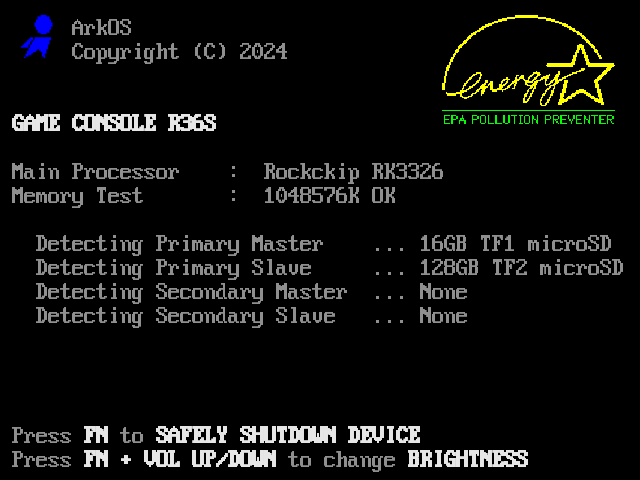 ArkOS
Copyright (C) 2024
energy
EPA POLLUTION PREVENTER
GAME CONSOLE R36S
Main Processor : Rockckip RK3326
Memory Test : 1048576K OK
Detecting Primary Master ... 16GB TF1 microSD
Detecting Primary Slave ... 128GB TF2 microSD
Detecting Secondary Master ... None
Detecting Secondary Slave ... None
Press FN to SAFELY SHUTDOWN DEVICE
Press FN + VOL UP/DOWN to change BRIGHTNESS